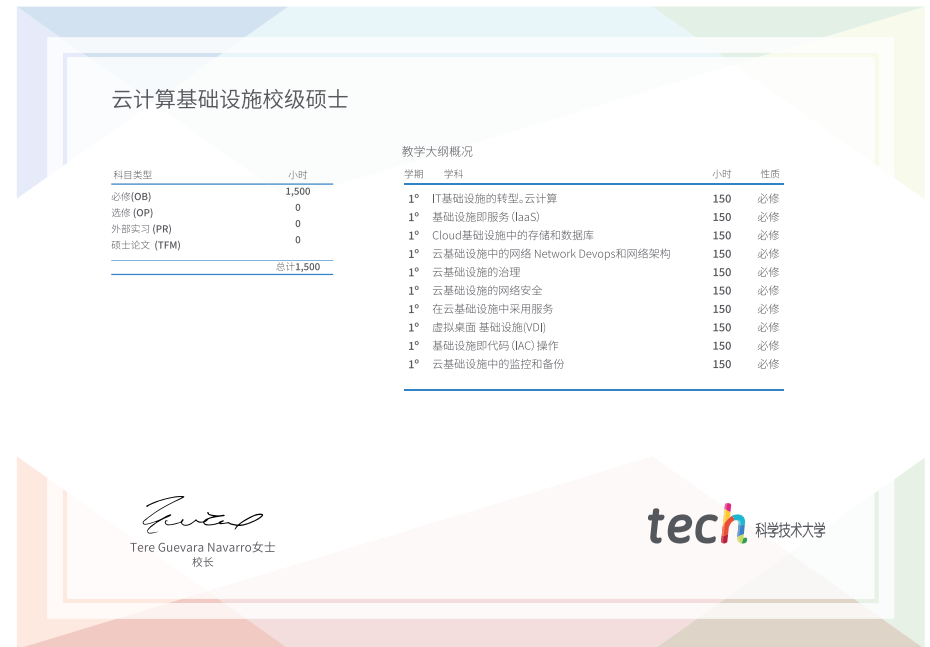 云计算基础设施校级硕士
科目类型 小时
必修(OB) 1,500
选修 (OP) 0
外部实习 (PR) 0
硕士论文 (TFM) 0
总计1,500
教学大纲概况
学期 学科 小时 性质
1º IT基础设施的转型。云计算 150 必修
1º 基础设施即服务 (IaaS) 150 必修
1º Cloud基础设施中的存储和数据库 150 必修
1º 云基础设施中的网络 Network Devops和网络架构 150 必修
1º 云基础设施的治理 150 必修
1º 云基础设施的网络安全 150 必修
1º 在云基础设施中采用服务 150 必修
1º 虚拟桌面 基础设施(VDI) 150 必修
1º 基础设施即代码 (IAC) 操作 150 必修
1º 云基础设施中的监控和备份 150 必修
Tere Guevara Navarro女士
校长
tech 科学技术大学